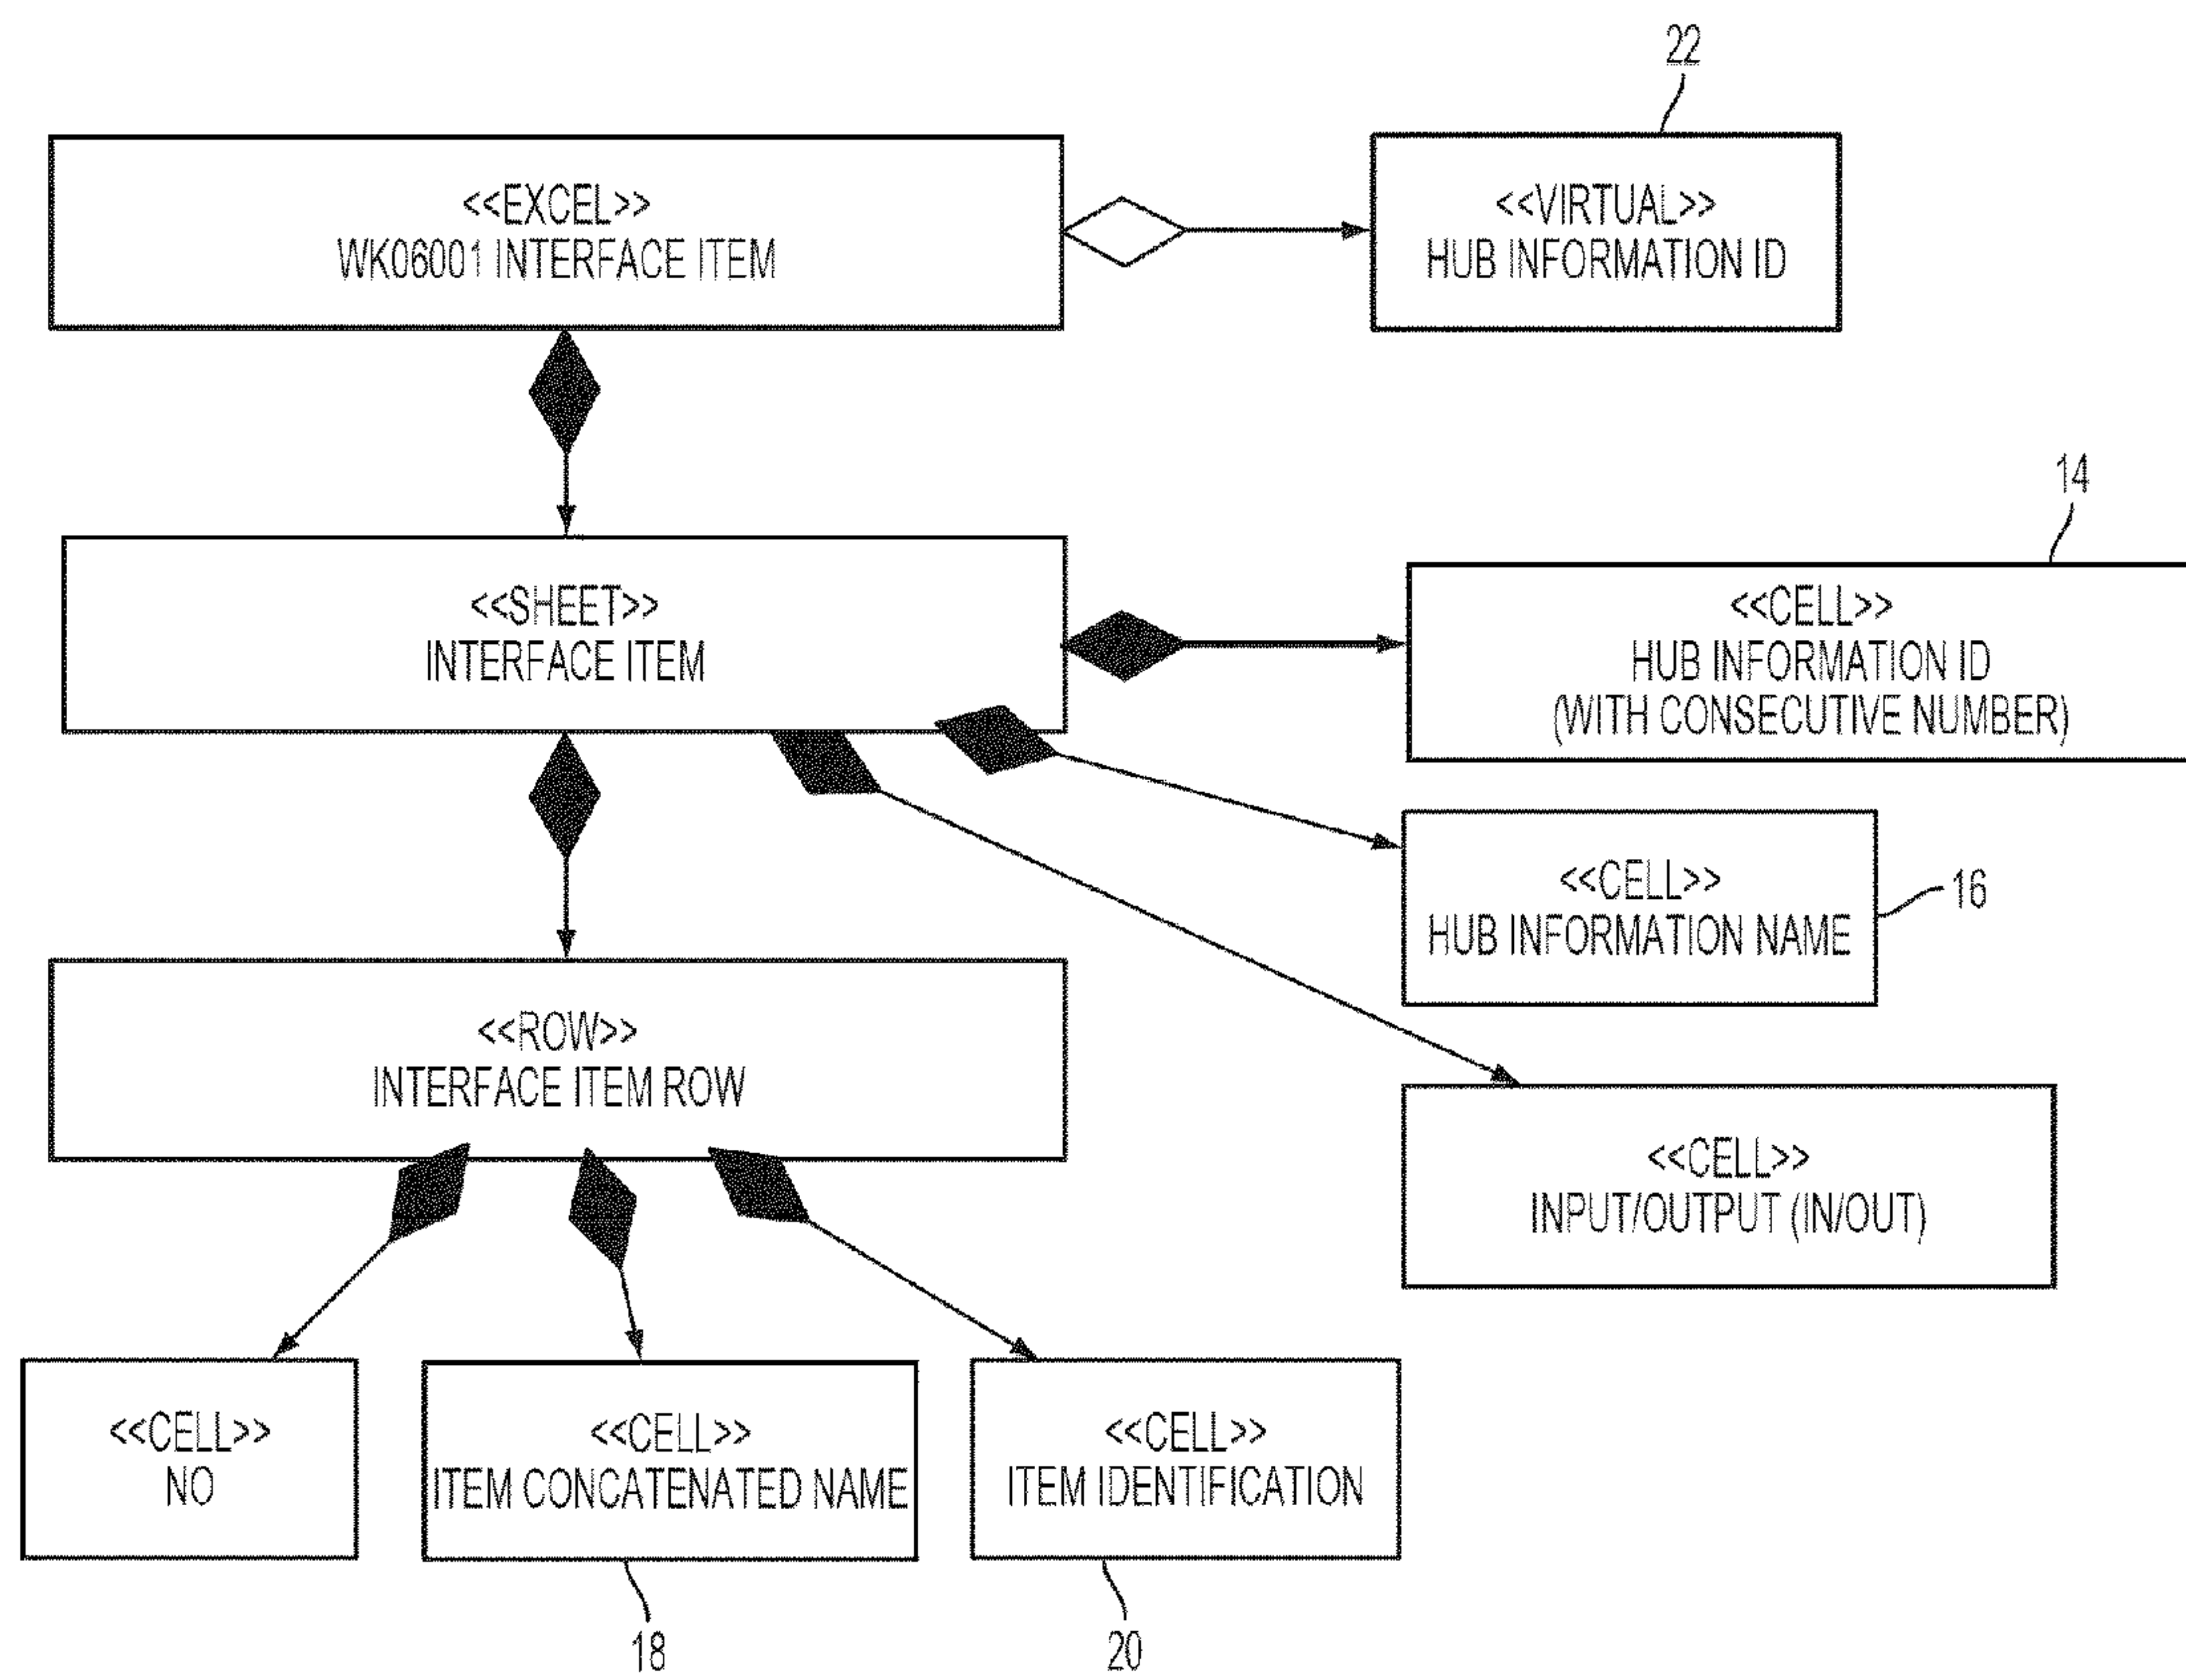 22
<<EXCEL>>
WK06001 INTERFACE ITEM
<<VIRTUAL>>
HUB INFORMATION ID
14
<<SHEET>>
INTERFACE ITEM
<<CELL>>
HUB INFORMATION ID
(WITH CONSECUTIVE NUMBER)
<<CELL>>
HUB INFORMATION NAME
16
<<ROW>>
INTERFACE ITEM ROW
<<CELL>>
INPUT/OUTPUT (IN/OUT)
<<CELL>>
NO
<<CELL>>
ITEM CONCATENATED NAME
<<CELL>>
ITEM IDENTIFICATION
18
20